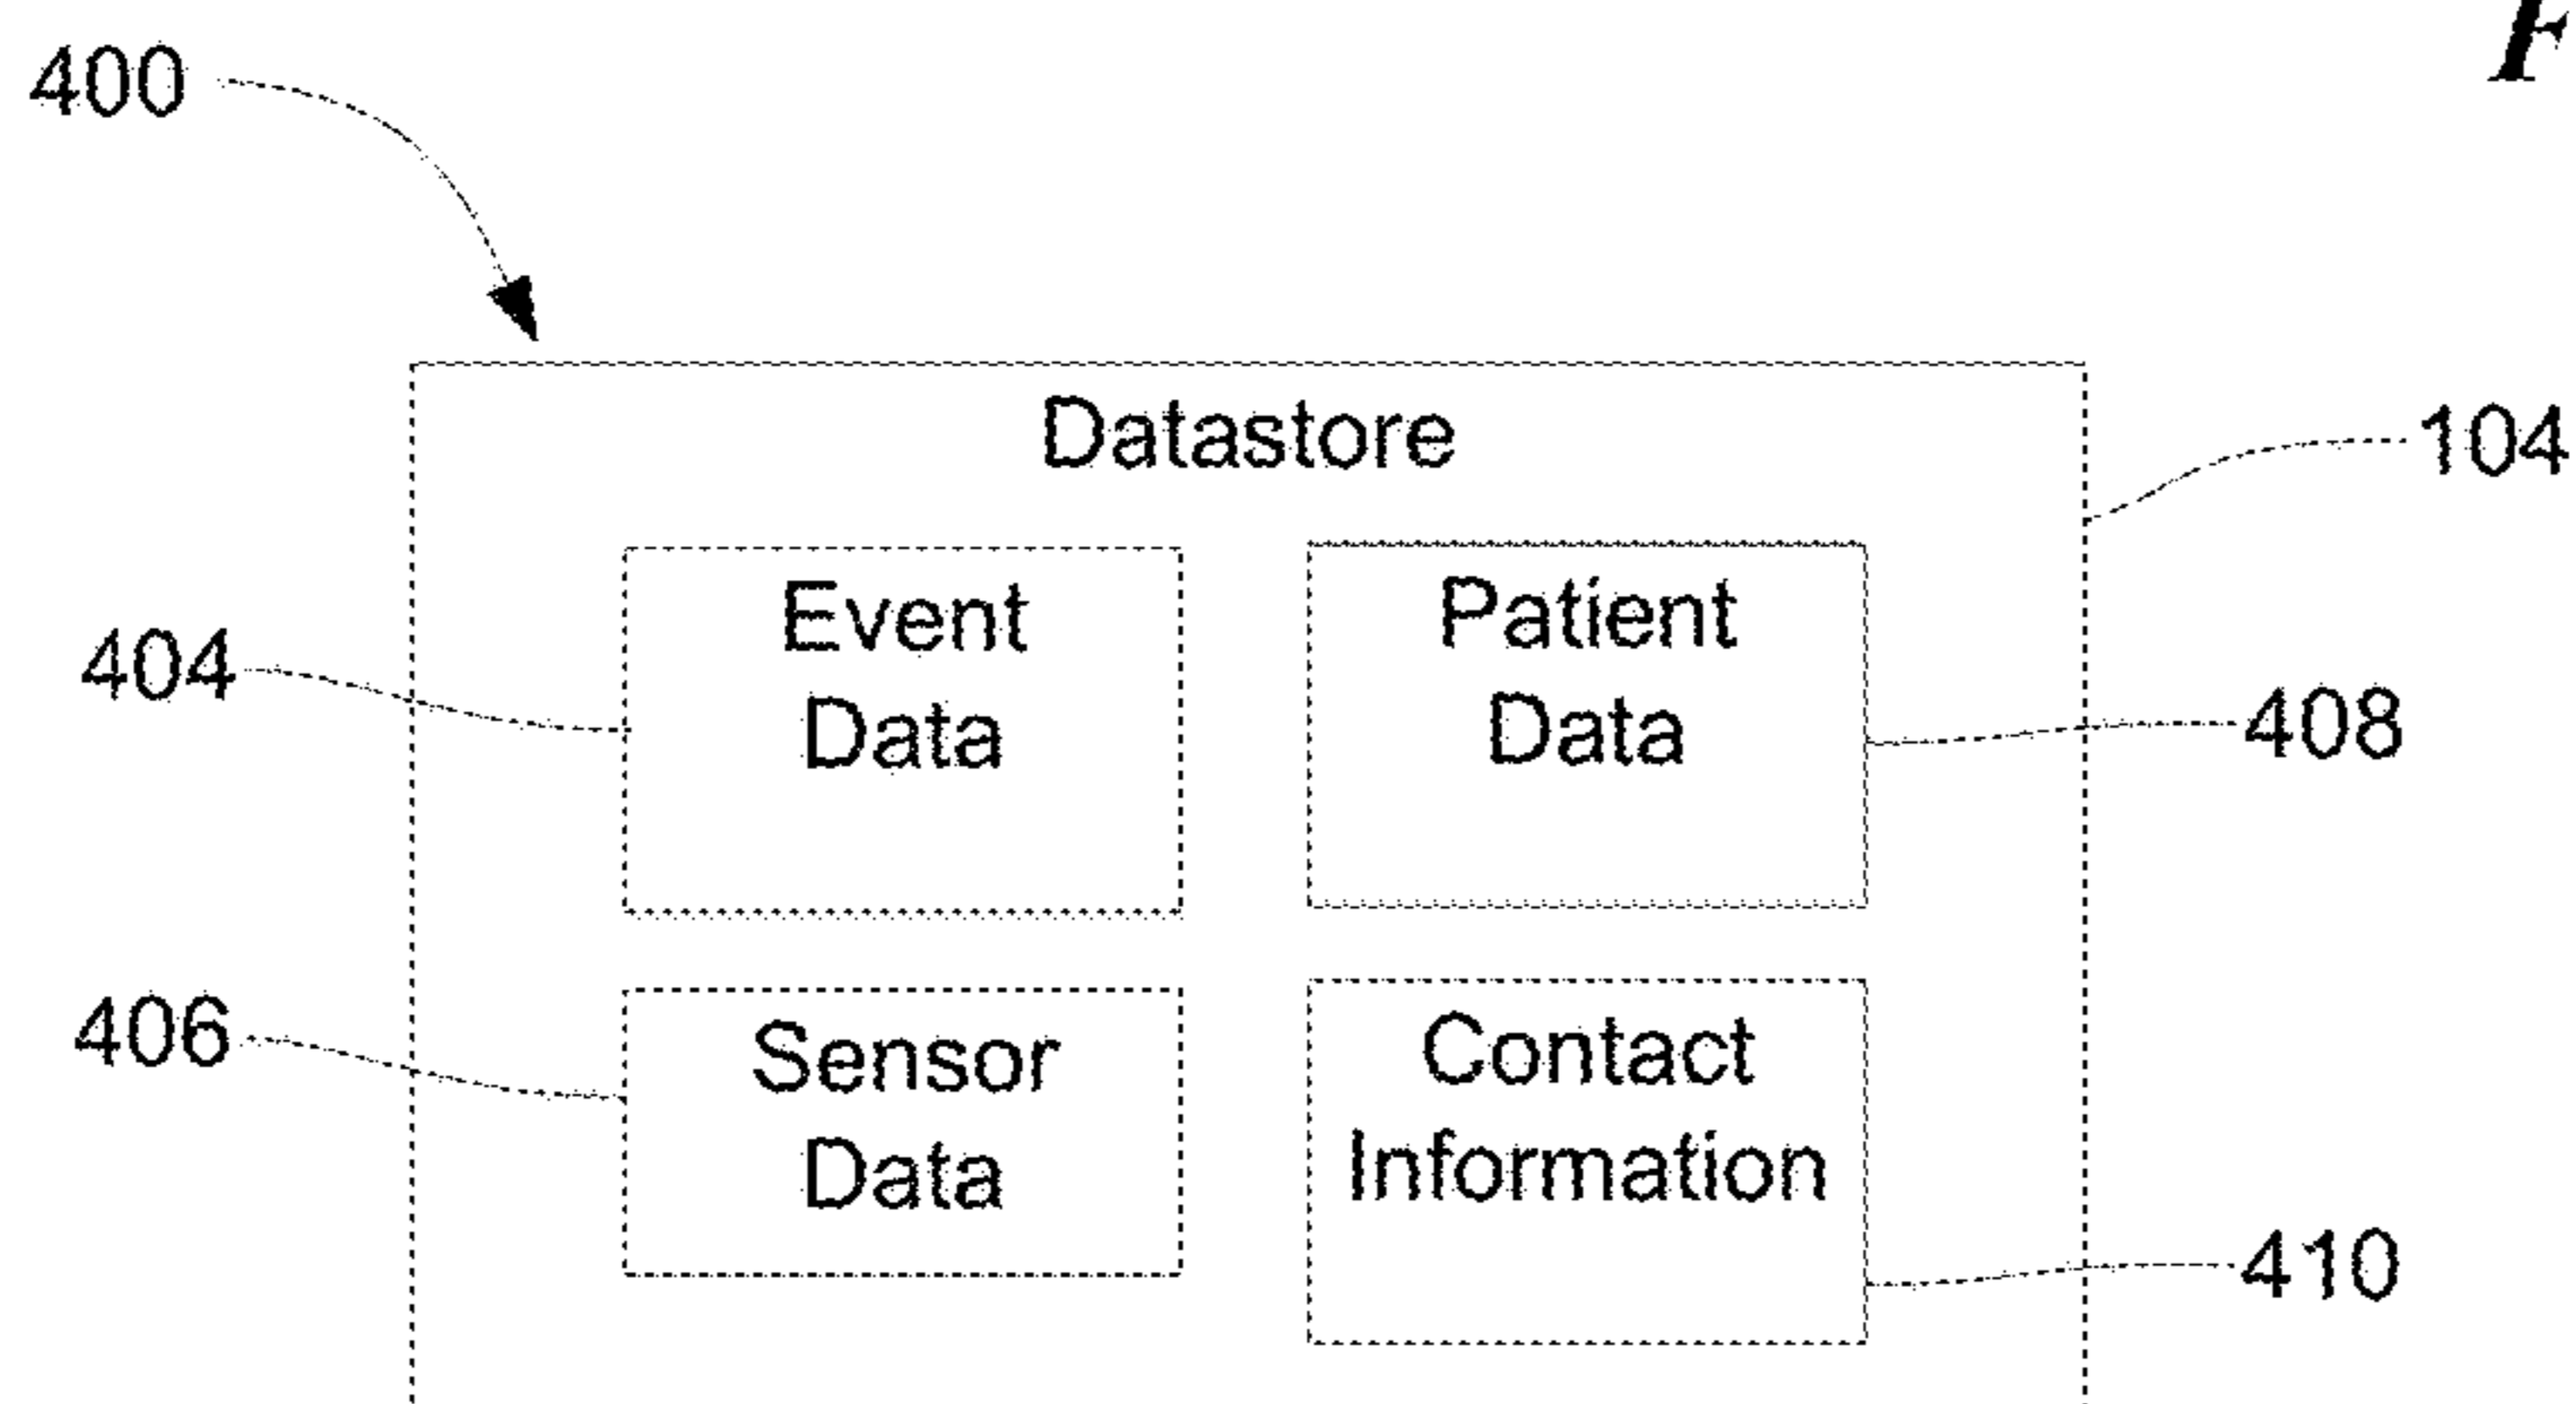 F
400
Datastore
104
Event
Data
404
Patient
Data
408
Sensor
Data
406
Contact
Information
410